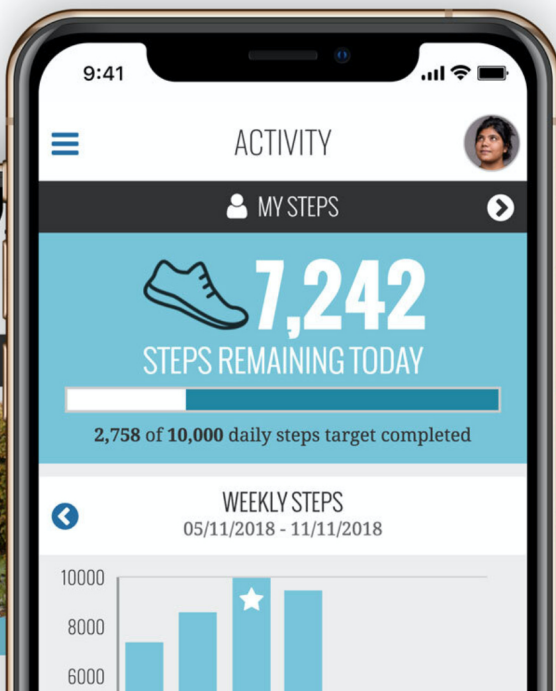 9:41
ACTIVITY
MY STEPS
7,242
STEPS REMAINING TODAY
2,758 of 10,000 daily steps target completed
WEEKLY STEPS
05/11/2018 - 11/11/2018
10000
8000
6000